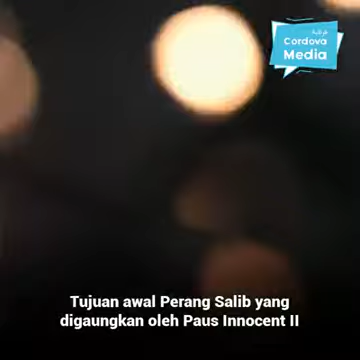 Cordova
Media
Tujuan awal Perang Salib yang
digaungkan oleh Paus Innocent II